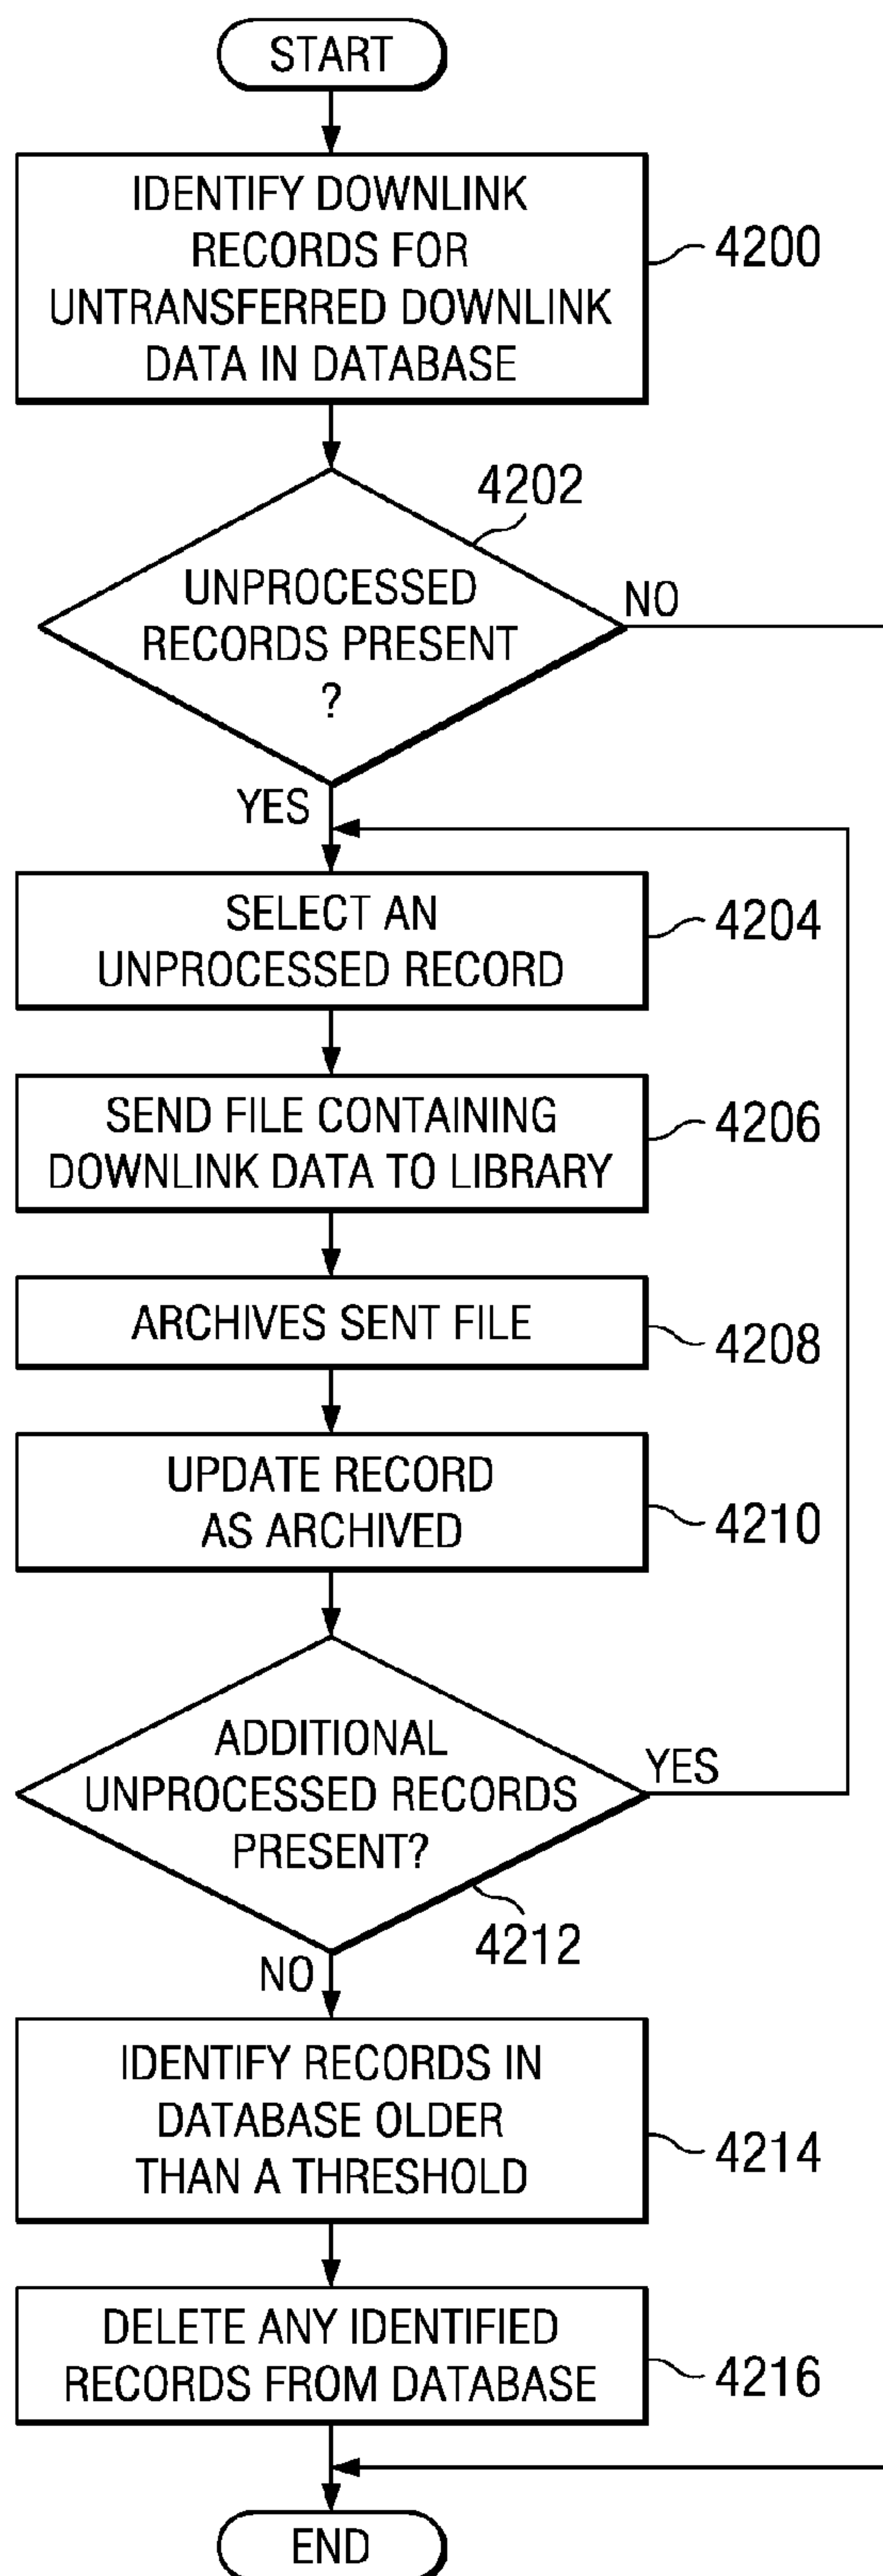 START
IDENTIFY DOWNLINK
RECORDS FOR
UNTRANSFERRED DOWNLINK
DATA IN DATABASE
4200
4202
UNPROCESSED
RECORDS PRESENT
?
NO
YES
SELECT AN
UNPROCESSED RECORD
4204
SEND FILE CONTAINING
DOWNLINK DATA TO LIBRARY
4206
ARCHIVES SENT FILE
4208
UPDATE RECORD
AS ARCHIVED
4210
ADDITIONAL
UNPROCESSED RECORDS
PRESENT?
YES
4212
NO
IDENTIFY RECORDS IN
DATABASE OLDER
THAN A THRESHOLD
4214
DELETE ANY IDENTIFIED
RECORDS FROM DATABASE
4216
END